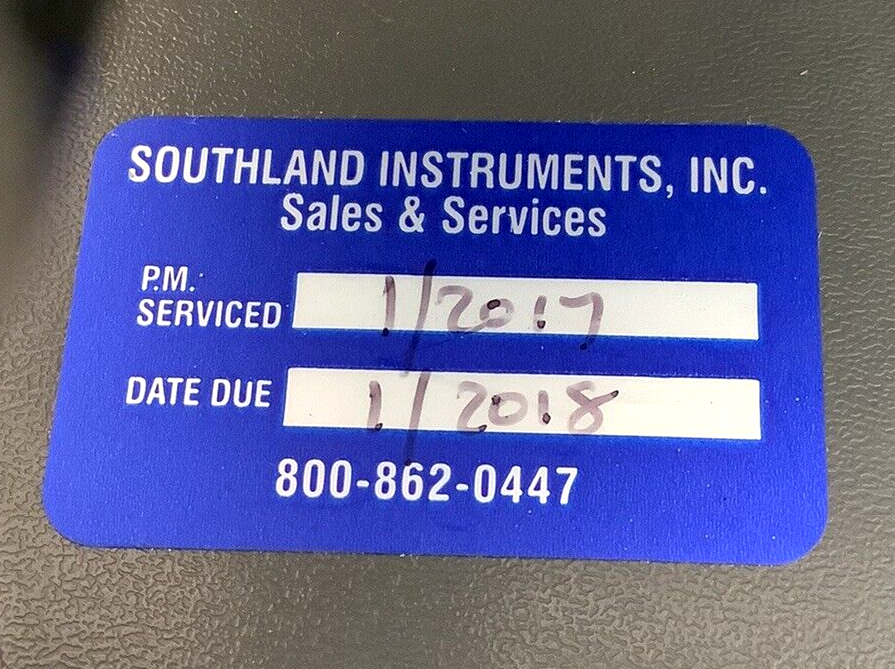 SOUTHLAND INSTRUMENTS, INC.
Sales & Services
P.M.
SERVICED 1/2017
DATE DUE 1/2018
800-862-0447